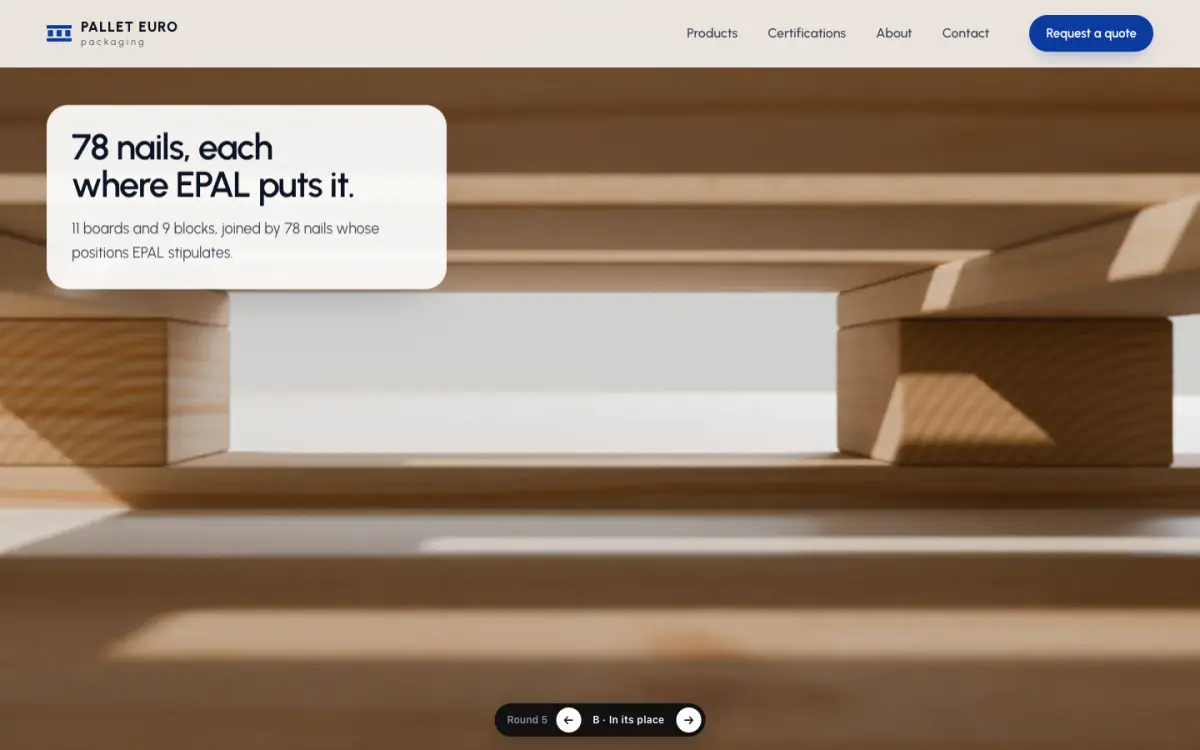 PALLET EURO
packaging
Products
Certifications
About
Contact
Request a quote
78 nails, each
where EPAL puts it.
11 boards and 9 blocks, joined by 78 nails whose
positions EPAL stipulates.
Round 5
B · In its place